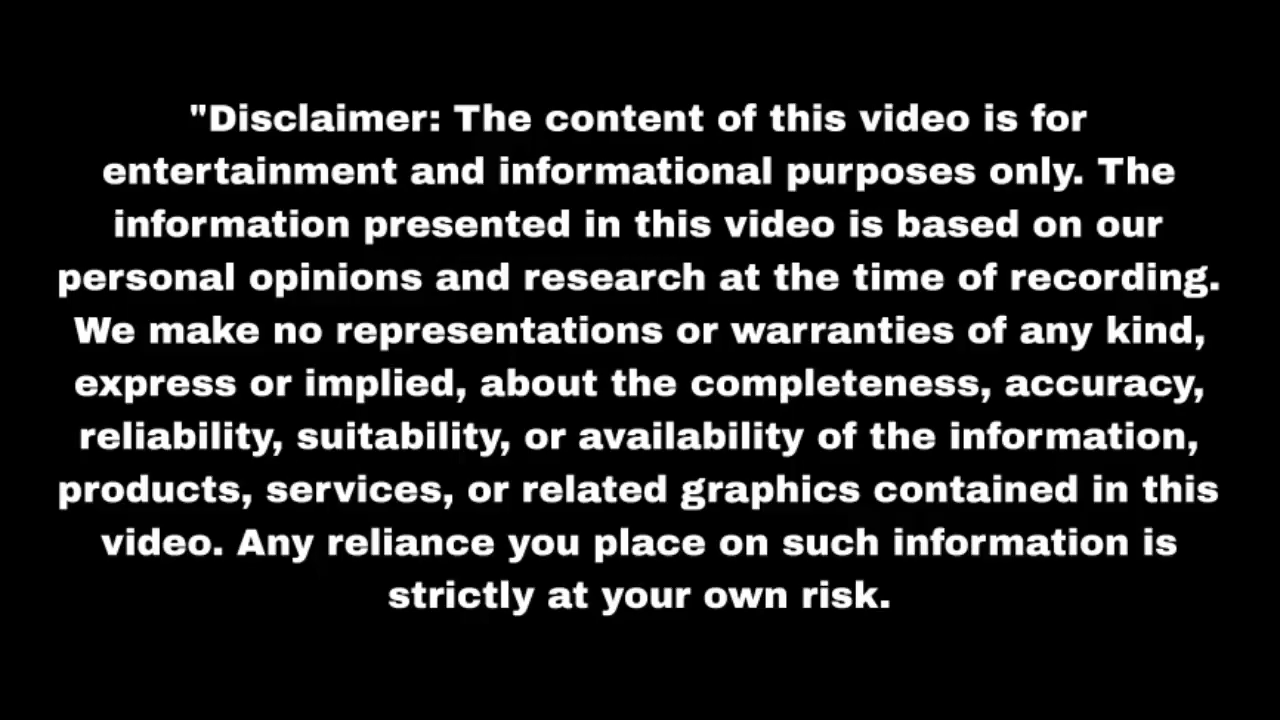 "Disclaimer: The content of this video is for
entertainment and informational purposes only. The
information presented in this video is based on our
personal opinions and research at the time of recording.
We make no representations or warranties of any kind,
express or implied, about the completeness, accuracy,
reliability, suitability, or availability of the information,
products, services, or related graphics contained in this
video. Any reliance you place on such information is
strictly at your own risk.